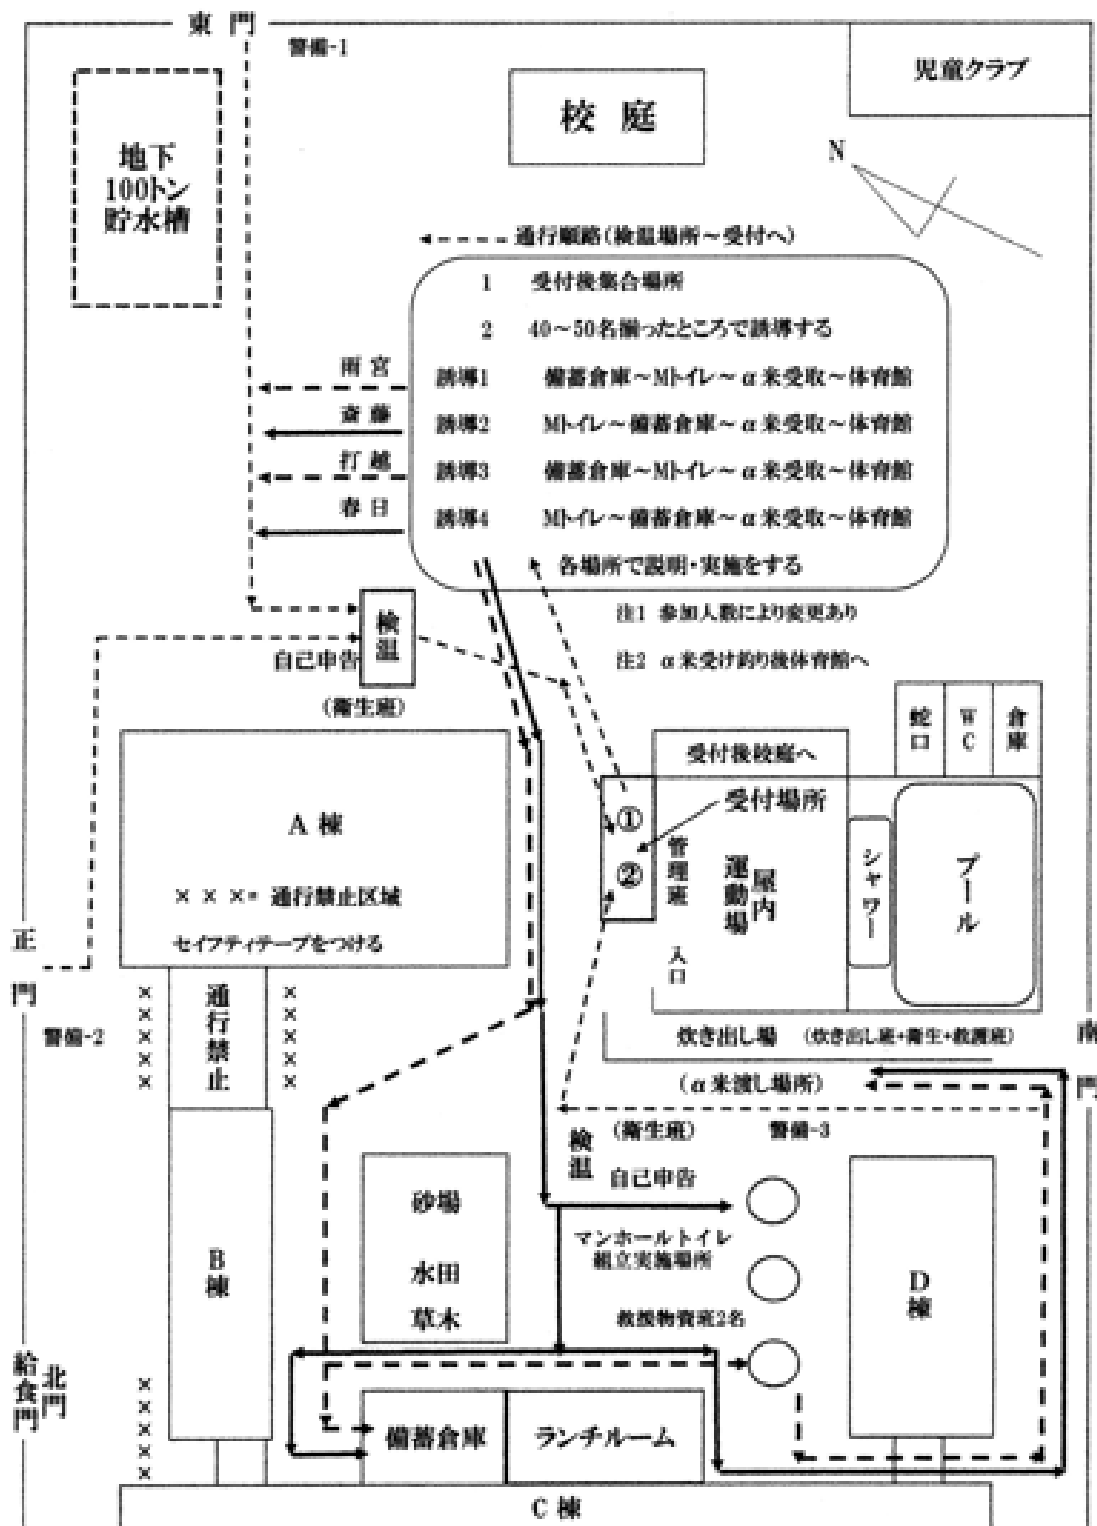 東 門
警備-1
児童クラブ
校 庭
地下
100トン
貯水槽
N
通行順路(検温場所～受付へ)
1 受付後集合場所
2 40～50名揃ったところで誘導する
雨 宮
誘導1 備蓄倉庫～Mトイレ～α米受取～体育館
斎 藤
誘導2 Mトイレ～備蓄倉庫～α米受取～体育館
打 越
誘導3 備蓄倉庫～Mトイレ～α米受取～体育館
春 日
誘導4 Mトイレ～備蓄倉庫～α米受取～体育館
各場所で説明・実施をする
検温
注1 参加人数により変更あり
自己申告
注2 α米受け釣り後体育館へ
(衛生班)
蛇口
WC
倉庫
受付後校庭へ
①
受付場所
A 棟
②
管理班
屋内
運動場
シャワー
プール
× × ×= 通行禁止区域
セイフティテープをつける
入口
正
門
通行禁止
×
×
×
×
×
×
×
×
×
×
警備-2
炊き出し場 (炊き出し班+衛生+救護班)
南
門
(α米渡し場所)
検温
(衛生班)
警備-3
自己申告
砂場
水田
草木
B棟
マンホールトイレ
組立実施場所
D棟
救援物資班2名
北門
給食門
×
×
×
×
×
備蓄倉庫
ランチルーム
C 棟